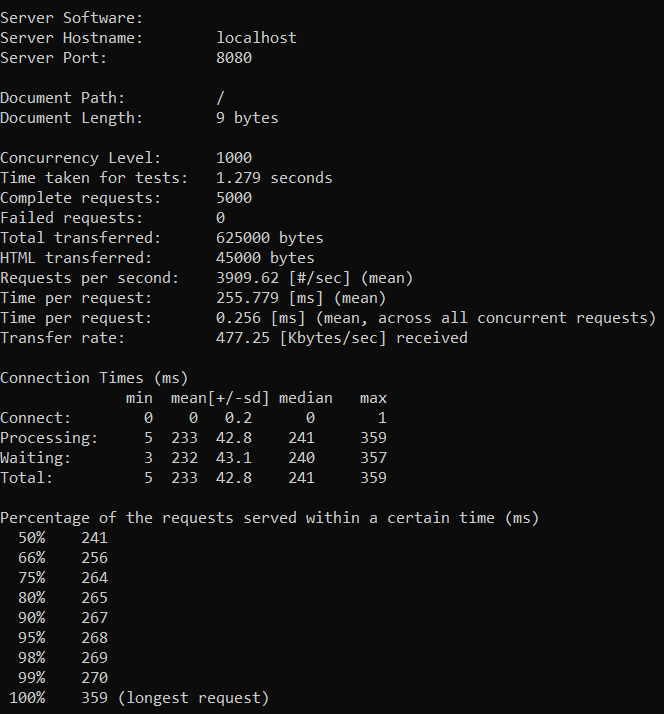 Server Software:
Server Hostname:        localhost
Server Port:            8080
Document Path:          /
Document Length:        9 bytes
Concurrency Level:      1000
Time taken for tests:   1.279 seconds
Complete requests:      5000
Failed requests:        0
Total transferred:      625000 bytes
HTML transferred:       45000 bytes
Requests per second:    3909.62 [#/sec] (mean)
Time per request:       255.779 [ms] (mean)
Time per request:       0.256 [ms] (mean, across all concurrent requests)
Transfer rate:          477.25 [Kbytes/sec] received
Connection Times (ms)
              min  mean[+/-sd] median   max
Connect:        0    0   0.2      0       1
Processing:     5  233  42.8    241     359
Waiting:        3  232  43.1    240     357
Total:          5  233  42.8    241     359
Percentage of the requests served within a certain time (ms)
  50%    241
  66%    256
  75%    264
  80%    265
  90%    267
  95%    268
  98%    269
  99%    270
 100%    359 (longest request)